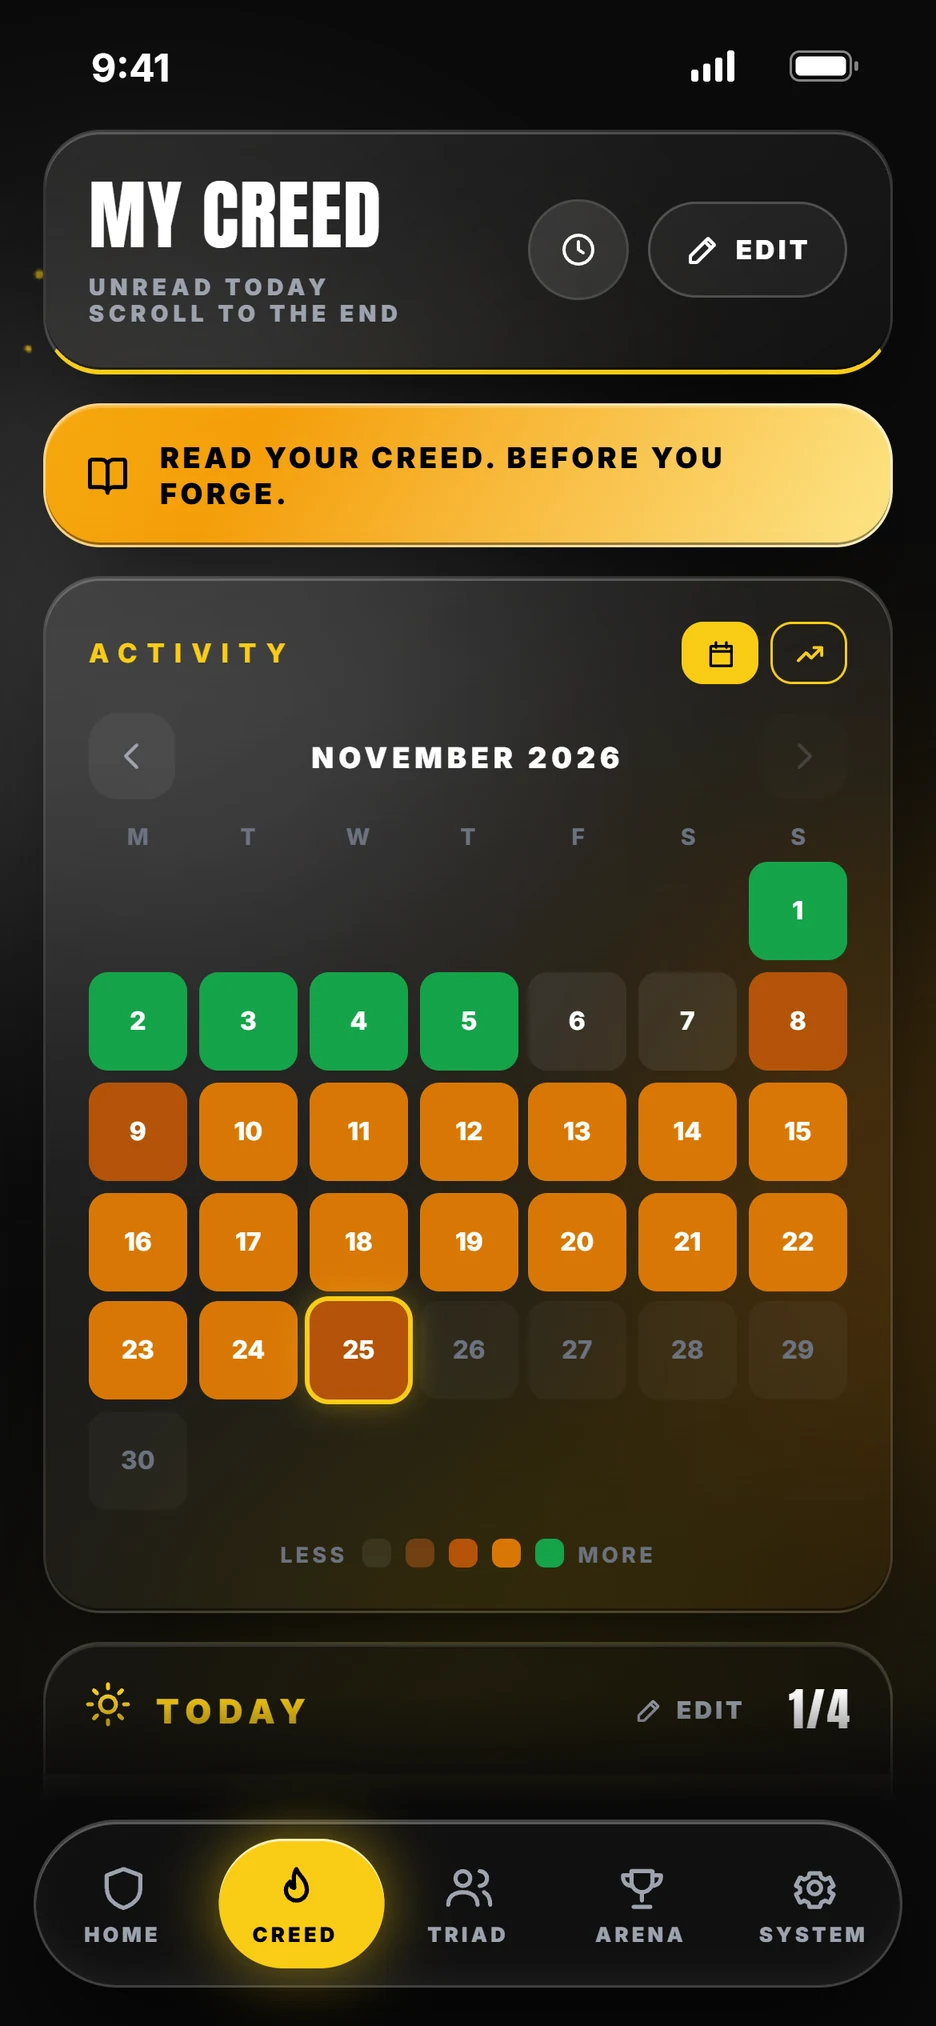 9:41
MY CREED
UNREAD TODAY
SCROLL TO THE END
EDIT
READ YOUR CREED. BEFORE YOU
FORGE.
ACTIVITY
NOVEMBER 2026
M T W T F S S
1
2 3 4 5 6 7 8
9 10 11 12 13 14 15
16 17 18 19 20 21 22
23 24 25 26 27 28 29
30
LESS MORE
TODAY EDIT 1/4
HOME CREED TRIAD ARENA SYSTEM